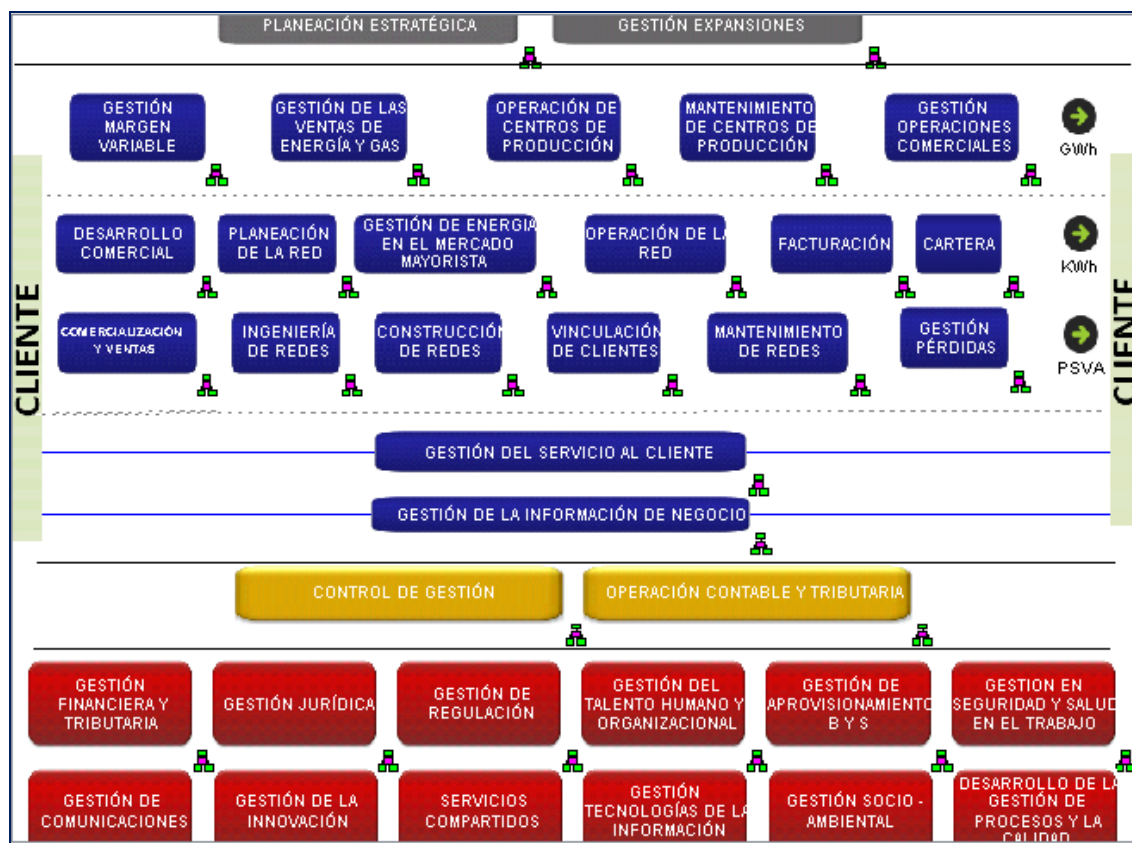 PLANEACIÓN ESTRATÉGICA
GESTIÓN EXPANSIONES
GESTIÓN
MARGEN
VARIABLE
GESTIÓN DE LAS
VENTAS DE
ENERGÍA Y GAS
OPERACIÓN DE
CENTROS DE
PRODUCCIÓN
MANTENIMIENTO
DE CENTROS DE
PRODUCCIÓN
GESTIÓN
OPERACIONES
COMERCIALES
GWh
CLIENTE
DESARROLLO
COMERCIAL
PLANEACIÓN
DE LA RED
GESTIÓN DE ENERGIA
EN EL MERCADO
MAYORISTA
OPERACIÓN DE LA
RED
FACTURACIÓN
CARTERA
KWh
CLIENTE
COMERCIALIZACIÓN
Y VENTAS
INGENIERÍA
DE REDES
CONSTRUCCIÓN
DE REDES
VINCULACIÓN
DE CLIENTES
MANTENIMIENTO
DE REDES
GESTIÓN
PÉRDIDAS
PSVA
GESTIÓN DEL SERVICIO AL CLIENTE
GESTIÓN DE LA INFORMACIÓN DE NEGOCIO
CONTROL DE GESTIÓN
OPERACIÓN CONTABLE Y TRIBUTARIA
GESTIÓN
FINANCIERA Y
TRIBUTARIA
GESTIÓN JURÍDICA
GESTIÓN DE
REGULACIÓN
GESTIÓN DEL
TALENTO HUMANO Y
ORGANIZACIONAL
GESTIÓN DE
APROVISIONAMIENTO
B Y S
GESTION EN
SEGURIDAD Y SALUD
EN EL TRABAJO
GESTIÓN DE
COMUNICACIONES
GESTIÓN DE LA
INNOVACIÓN
SERVICIOS
COMPARTIDOS
GESTIÓN
TECNOLOGÍAS DE LA
INFORMACIÓN
GESTIÓN SOCIO -
AMBIENTAL
DESARROLLO DE LA
GESTIÓN DE
PROCESOS Y LA
CALIDAD